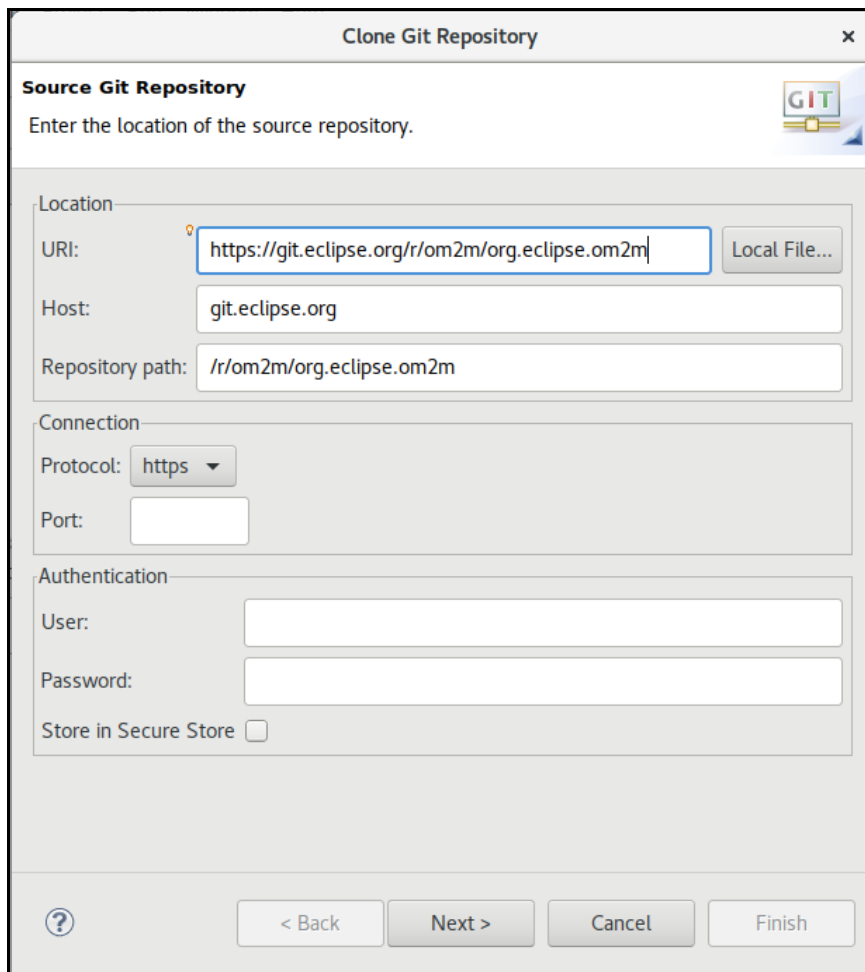 Clone Git Repository ×
Source Git Repository
Enter the location of the source repository.
GIT
Location
URI: https://git.eclipse.org/r/om2m/org.eclipse.om2m Local File...
Host: git.eclipse.org
Repository path: /r/om2m/org.eclipse.om2m
Connection
Protocol: https
Port:
Authentication
User:
Password:
Store in Secure Store
? < Back Next > Cancel Finish